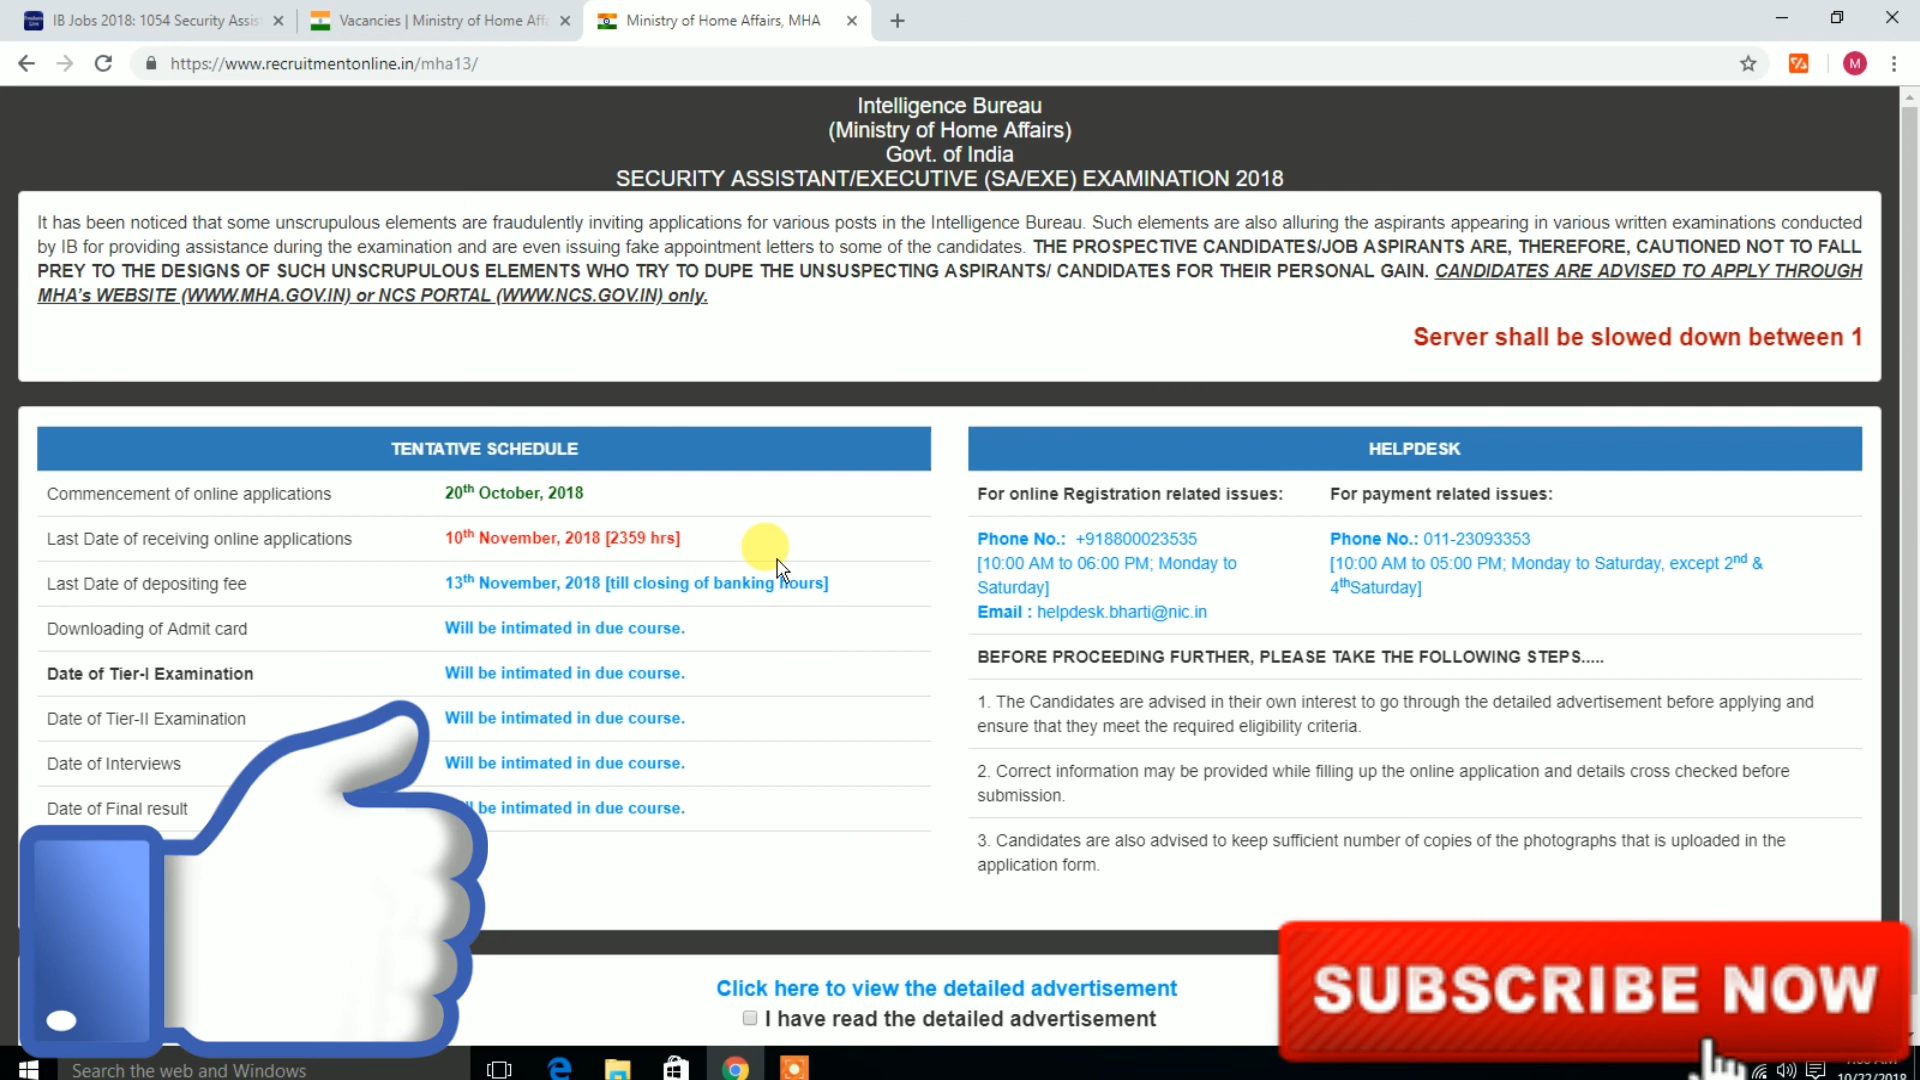 IB Jobs 2018: 1054 Security Assis
Vacancies | Ministry of Home Affa
Ministry of Home Affairs, MHA
https://www.recruitmentonline.in/mha13/
M
Intelligence Bureau
(Ministry of Home Affairs)
Govt. of India
SECURITY ASSISTANT/EXECUTIVE (SA/EXE) EXAMINATION 2018
It has been noticed that some unscrupulous elements are fraudulently inviting applications for various posts in the Intelligence Bureau. Such elements are also alluring the aspirants appearing in various written examinations conducted
by IB for providing assistance during the examination and are even issuing fake appointment letters to some of the candidates. THE PROSPECTIVE CANDIDATES/JOB ASPIRANTS ARE, THEREFORE, CAUTIONED NOT TO FALL
PREY TO THE DESIGNS OF SUCH UNSCRUPULOUS ELEMENTS WHO TRY TO DUPE THE UNSUSPECTING ASPIRANTS/ CANDIDATES FOR THEIR PERSONAL GAIN. CANDIDATES ARE ADVISED TO APPLY THROUGH
MHA's WEBSITE (WWW.MHA.GOV.IN) or NCS PORTAL (WWW.NCS.GOV.IN) only.
Server shall be slowed down between 1
TENTATIVE SCHEDULE
Commencement of online applications 20th October, 2018
Last Date of receiving online applications 10th November, 2018 [2359 hrs]
Last Date of depositing fee 13th November, 2018 [till closing of banking hours]
Downloading of Admit card Will be intimated in due course.
Date of Tier-I Examination Will be intimated in due course.
Date of Tier-II Examination Will be intimated in due course.
Date of Interviews Will be intimated in due course.
Date of Final result be intimated in due course.
HELPDESK
For online Registration related issues: For payment related issues:
Phone No.: +918800023535
[10:00 AM to 06:00 PM; Monday to
Saturday]
Email : helpdesk.bharti@nic.in
Phone No.: 011-23093353
[10:00 AM to 05:00 PM; Monday to Saturday, except 2nd &
4thSaturday]
BEFORE PROCEEDING FURTHER, PLEASE TAKE THE FOLLOWING STEPS.....
1. The Candidates are advised in their own interest to go through the detailed advertisement before applying and
ensure that they meet the required eligibility criteria.
2. Correct information may be provided while filling up the online application and details cross checked before
submission.
3. Candidates are also advised to keep sufficient number of copies of the photographs that is uploaded in the
application form.
Click here to view the detailed advertisement
I have read the detailed advertisement
SUBSCRIBE NOW
Search the web and Windows
10/22/2018